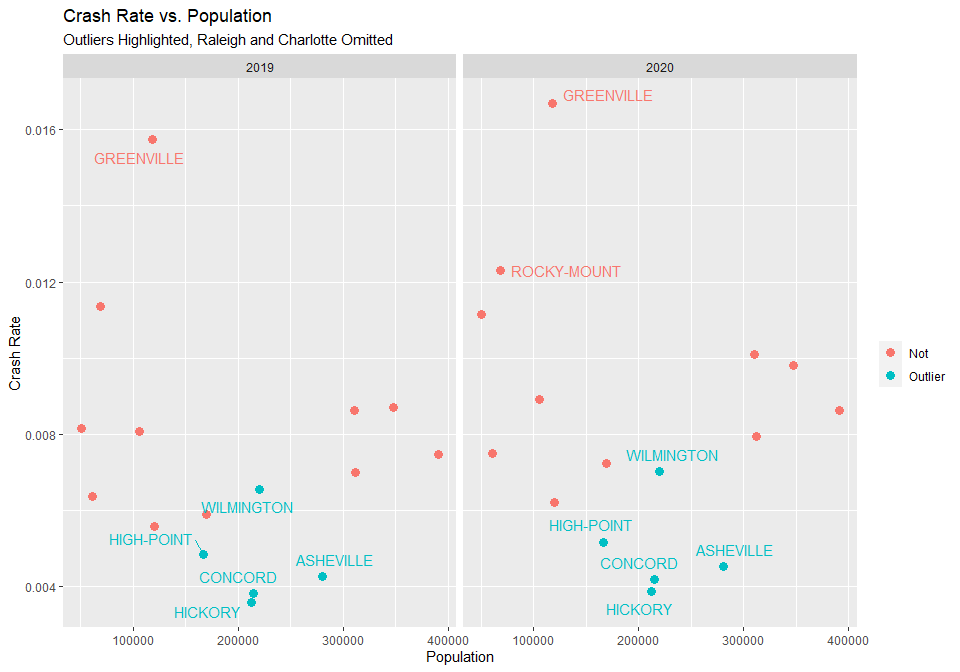 Crash Rate vs. Population
Outliers Highlighted, Raleigh and Charlotte Omitted
2019
2020
Crash Rate
0.016
0.012
0.008
0.004
GREENVILLE
WILMINGTON
HIGH-POINT
ASHEVILLE
CONCORD
HICKORY
GREENVILLE
ROCKY-MOUNT
WILMINGTON
HIGH-POINT
ASHEVILLE
CONCORD
HICKORY
100000 200000 300000 400000
100000 200000 300000 400000
Population
Not
Outlier